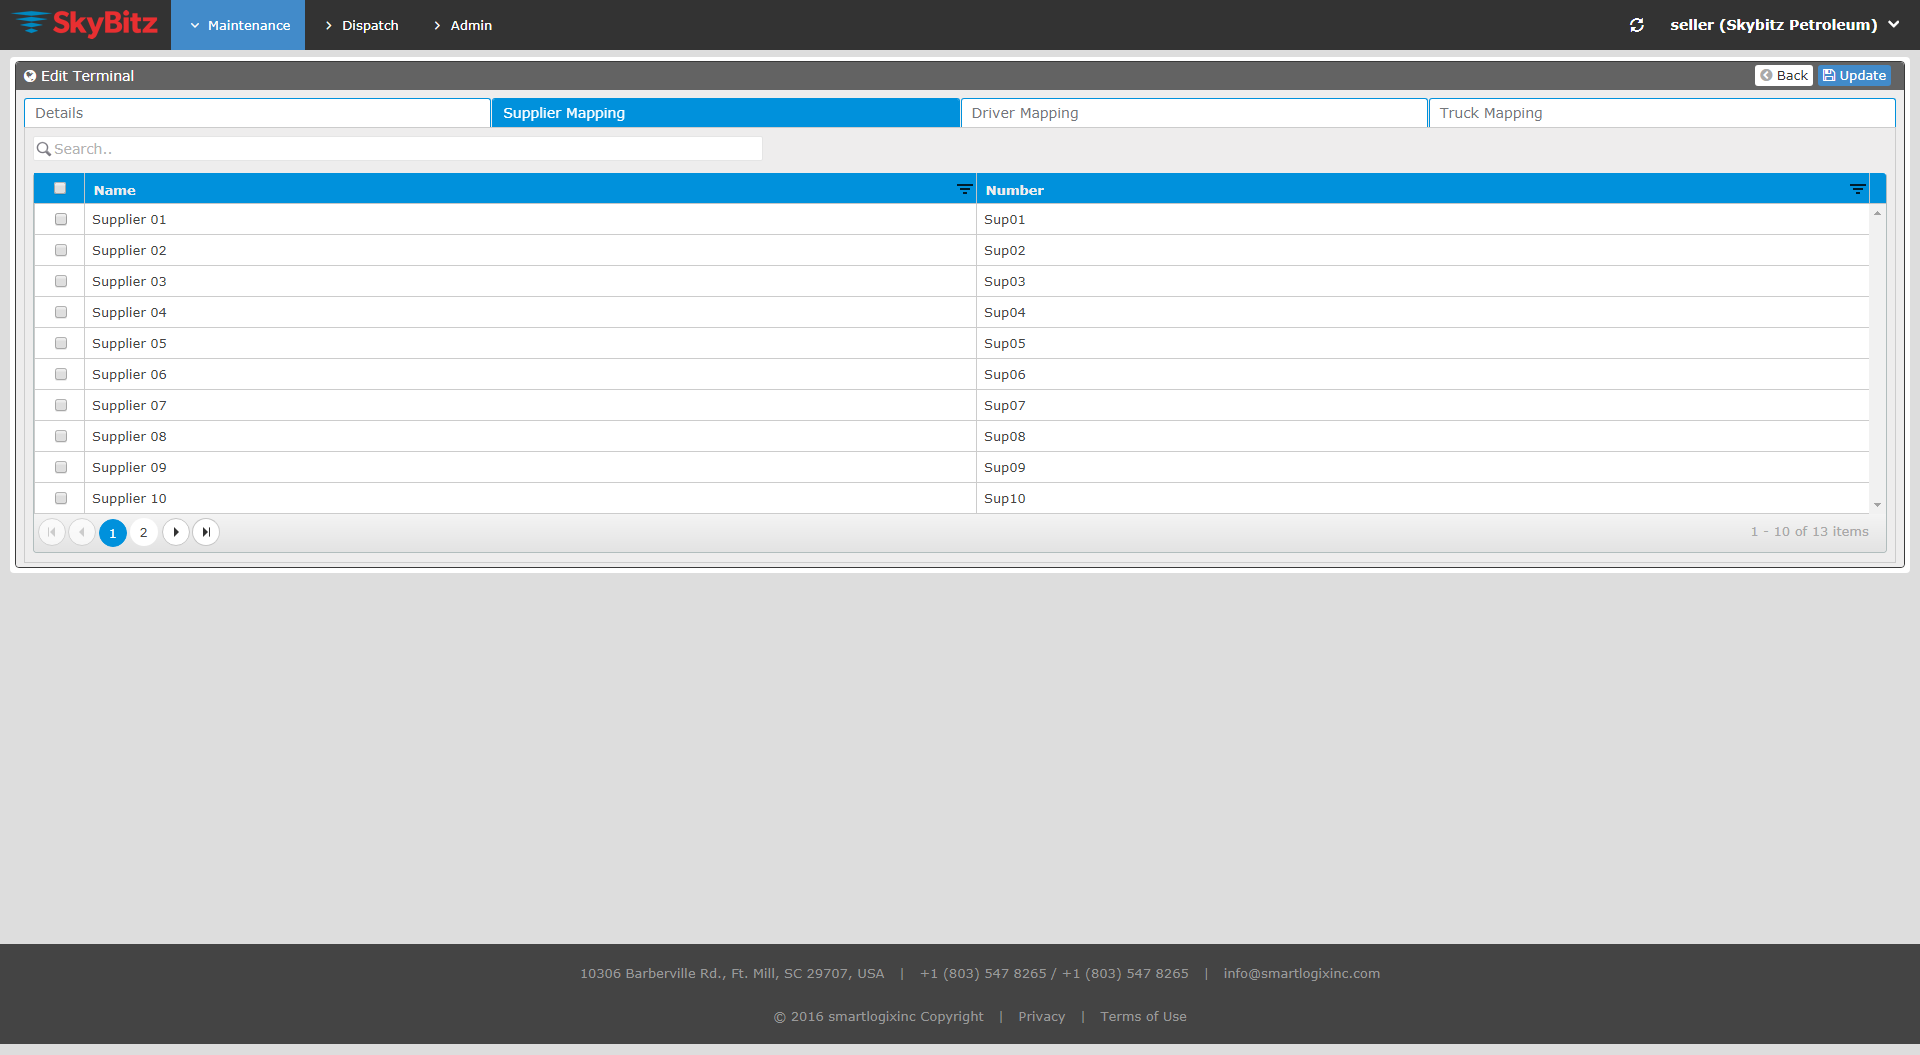 SkyBitz Maintenance Dispatch Admin seller (Skybitz Petroleum)
Edit Terminal Back Update
Details Supplier Mapping Driver Mapping Truck Mapping
Search..
Name Number
Supplier 01 Sup01
Supplier 02 Sup02
Supplier 03 Sup03
Supplier 04 Sup04
Supplier 05 Sup05
Supplier 06 Sup06
Supplier 07 Sup07
Supplier 08 Sup08
Supplier 09 Sup09
Supplier 10 Sup10
1 2 1 - 10 of 13 items
10306 Barberville Rd., Ft. Mill, SC 29707, USA | +1 (803) 547 8265 / +1 (803) 547 8265 | info@smartlogixinc.com
© 2016 smartlogixinc Copyright | Privacy | Terms of Use